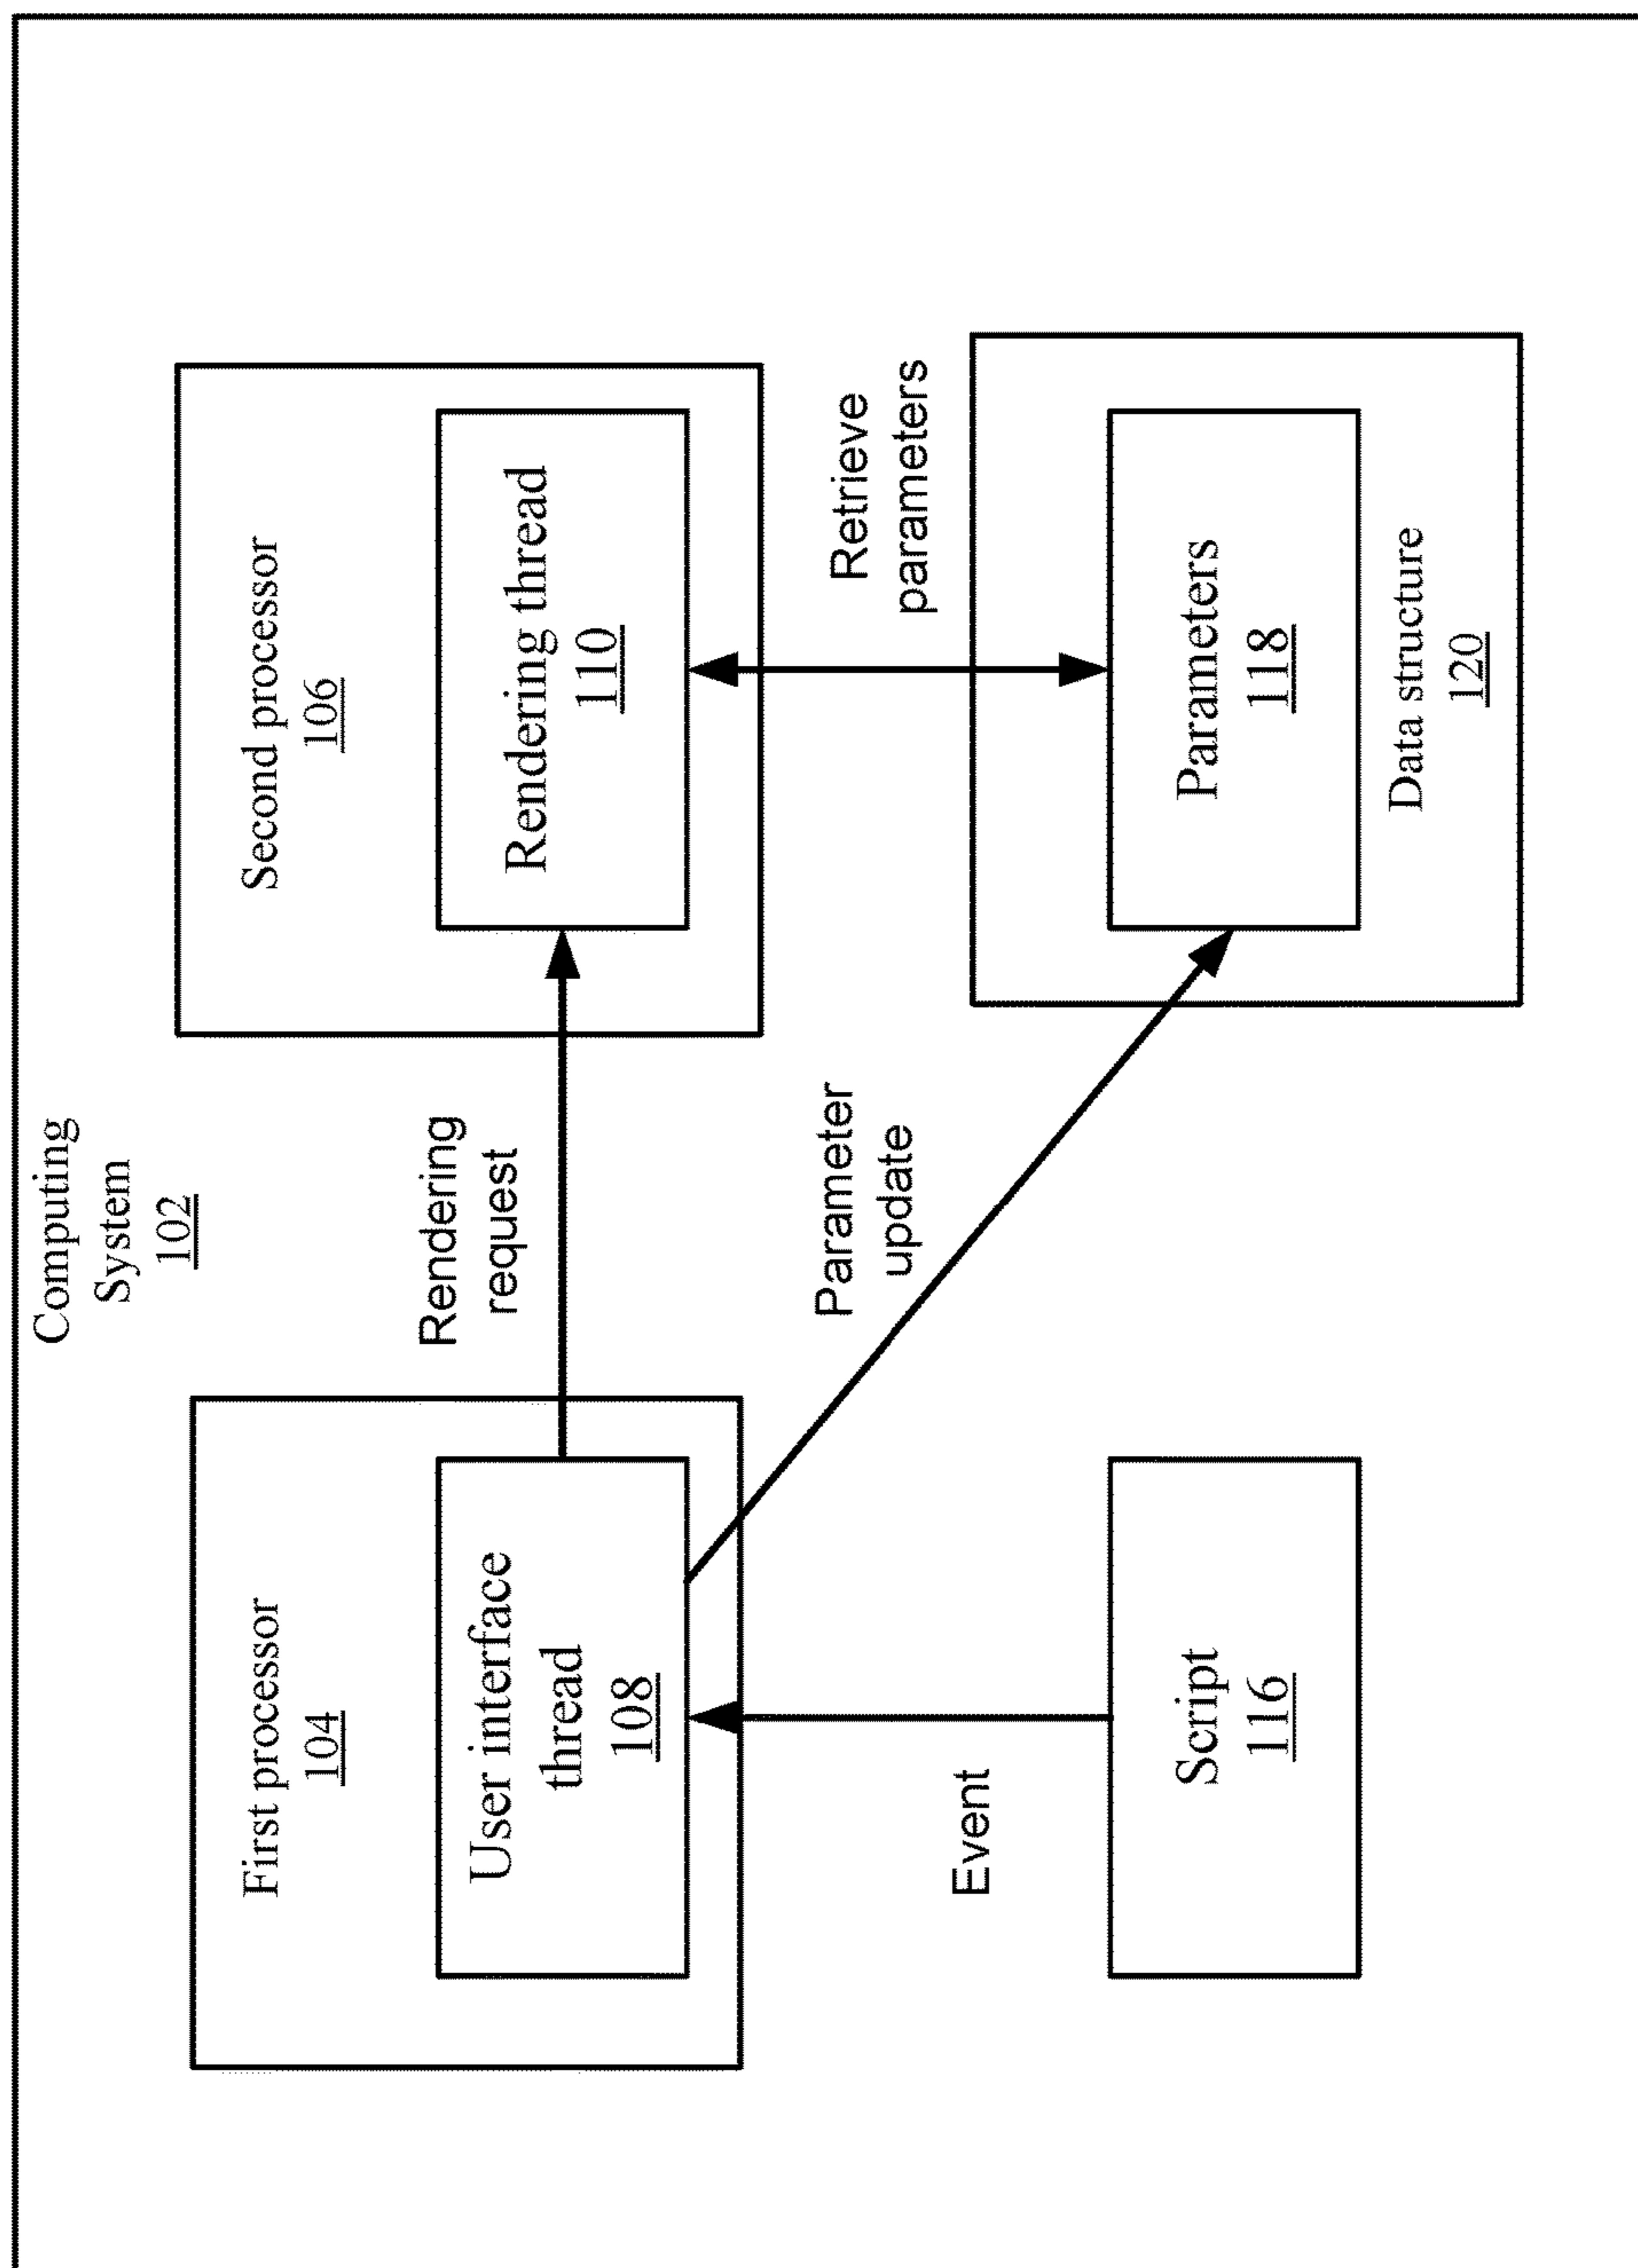 Computing
System
102
First processor
104
User interface
thread
108
Rendering
request
Second processor
106
Rendering thread
110
Event
Parameter
update
Retrieve
parameters
Script
116
Parameters
118
Data structure
120